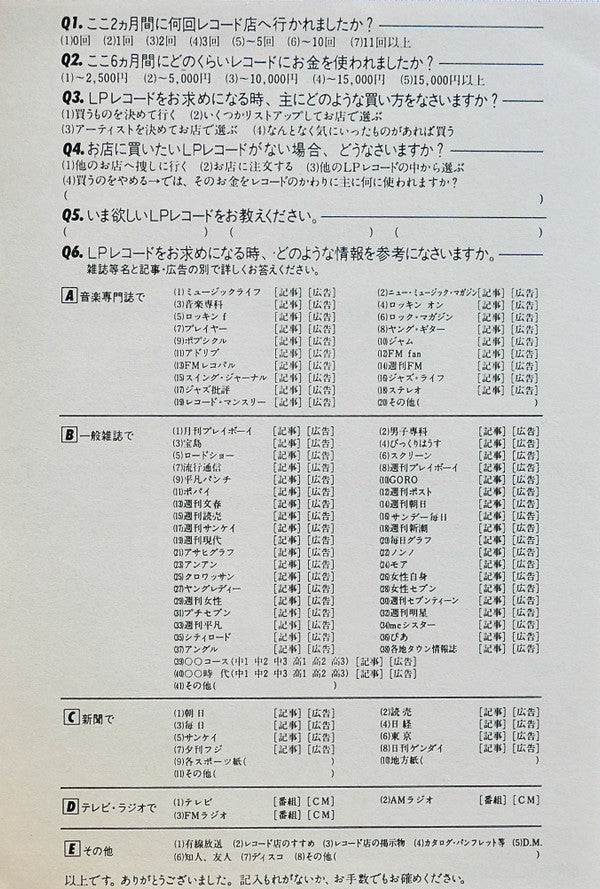 Q1. ここ2ヵ月間に何回レコード店へ行かれましたか?
(1)0回 (2)1回 (3)2回 (4)3回 (5)～5回 (6)～10回 (7)11回以上
Q2. ここ6ヵ月間にどのくらいレコードにお金を使われましたか?
(1)～2,500円 (2)～5,000円 (3)～10,000円 (4)～15,000円 (5)15,000円以上
Q3. LPレコードをお求めになる時、主にどのような買い方をなさいますか?
(1)買うものを決めて行く (2)いくつかリストアップしてお店で選ぶ
(3)アーティストを決めてお店で選ぶ (4)なんとなく気にいったものがあれば買う
Q4. お店に買いたいLPレコードがない場合、どうなさいますか?
(1)他のお店へ捜しに行く (2)お店に注文する (3)他のLPレコードの中から選ぶ
(4)買うのをやめる→では、そのお金をレコードのかわりに主に何に使われますか?
( )
Q5. いま欲しいLPレコードをお教えください。
( ) ( ) ( )
Q6. LPレコードをお求めになる時、どのような情報を参考になさいますか。
雑誌等名と記事・広告の別で詳しくお答えください。
A 音楽専門誌で (1)ミュージックライフ [記事] [広告] (2)ニュー・ミュージック・マガジン[記事] [広告]
(3)音楽専科 [記事] [広告] (4)ロッキン オン [記事] [広告]
(5)ロッキン f [記事] [広告] (6)ロック・マガジン [記事] [広告]
(7)プレイヤー [記事] [広告] (8)ヤング・ギター [記事] [広告]
(9)ポプシクル [記事] [広告] (10)ジャム [記事] [広告]
(11)アドリブ [記事] [広告] (12)FM fan [記事] [広告]
(13)FMレコパル [記事] [広告] (14)週刊FM [記事] [広告]
(15)スイング・ジャーナル [記事] [広告] (16)ジャズ・ライフ [記事] [広告]
(17)ジャズ批評 [記事] [広告] (18)ステレオ [記事] [広告]
(19)レコード・マンスリー [記事] [広告] (20)その他( )
B 一般雑誌で (1)月刊プレイボーイ [記事] [広告] (2)男子専科 [記事] [広告]
(3)宝島 [記事] [広告] (4)びっくりはうす [記事] [広告]
(5)ロードショー [記事] [広告] (6)スクリーン [記事] [広告]
(7)流行通信 [記事] [広告] (8)週刊プレイボーイ [記事] [広告]
(9)平凡パンチ [記事] [広告] (10)GORO [記事] [広告]
(11)ポパイ [記事] [広告] (12)週刊ポスト [記事] [広告]
(13)週刊文春 [記事] [広告] (14)週刊朝日 [記事] [広告]
(15)週刊読売 [記事] [広告] (16)サンデー毎日 [記事] [広告]
(17)週刊サンケイ [記事] [広告] (18)週刊新潮 [記事] [広告]
(19)週刊現代 [記事] [広告] (20)毎日グラフ [記事] [広告]
(21)アサヒグラフ [記事] [広告] (22)ノンノ [記事] [広告]
(23)アンアン [記事] [広告] (24)モア [記事] [広告]
(25)クロワッサン [記事] [広告] (26)女性自身 [記事] [広告]
(27)ヤングレディー [記事] [広告] (28)女性セブン [記事] [広告]
(29)週刊女性 [記事] [広告] (30)週刊セブンティーン [記事] [広告]
(31)プチセブン [記事] [広告] (32)週刊明星 [記事] [広告]
(33)週刊平凡 [記事] [広告] (34)mcシスター [記事] [広告]
(35)シティロード [記事] [広告] (36)ぴあ [記事] [広告]
(37)アングル [記事] [広告] (38)各地タウン情報誌 [記事] [広告]
(39)〇〇コース(中1 中2 中3 高1 高2 高3) [記事] [広告]
(40)〇〇時 代(中1 中2 中3 高1 高2 高3) [記事] [広告]
(41)その他( )
C 新聞で (1)朝日 [記事] [広告] (2)読売 [記事] [広告]
(3)毎日 [記事] [広告] (4)日経 [記事] [広告]
(5)サンケイ [記事] [広告] (6)東京 [記事] [広告]
(7)夕刊フジ [記事] [広告] (8)日刊ゲンダイ [記事] [広告]
(9)各スポーツ紙( ) (10)地方紙( )
(11)その他( )
D テレビ・ラジオで (1)テレビ [番組] [CM] (2)AMラジオ [番組] [CM]
(3)FMラジオ [番組] [CM]
E その他 (1)有線放送 (2)レコード店のすすめ (3)レコード店の掲示物 (4)カタログ・パンフレット等 (5)D.M.
(6)知人、友人 (7)ディスコ (8)その他( )
以上です。ありがとうございました。記入もれがないか、お手数でもお確めください。